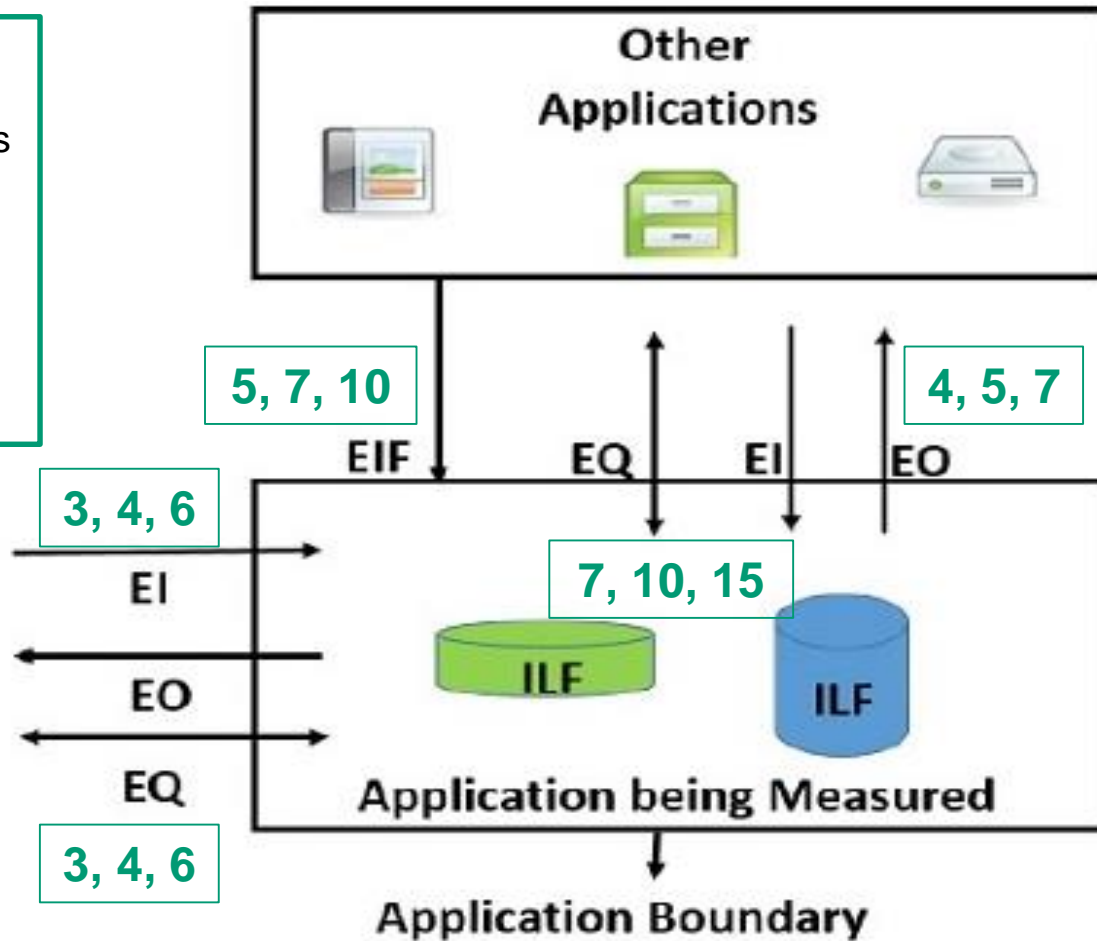 s
Other
Applications
5, 7, 10
4, 5, 7
EIF
EQ
EI
EO
3, 4, 6
EI
7, 10, 15
ILF
ILF
EO
EQ
Application being Measured
3, 4, 6
Application Boundary